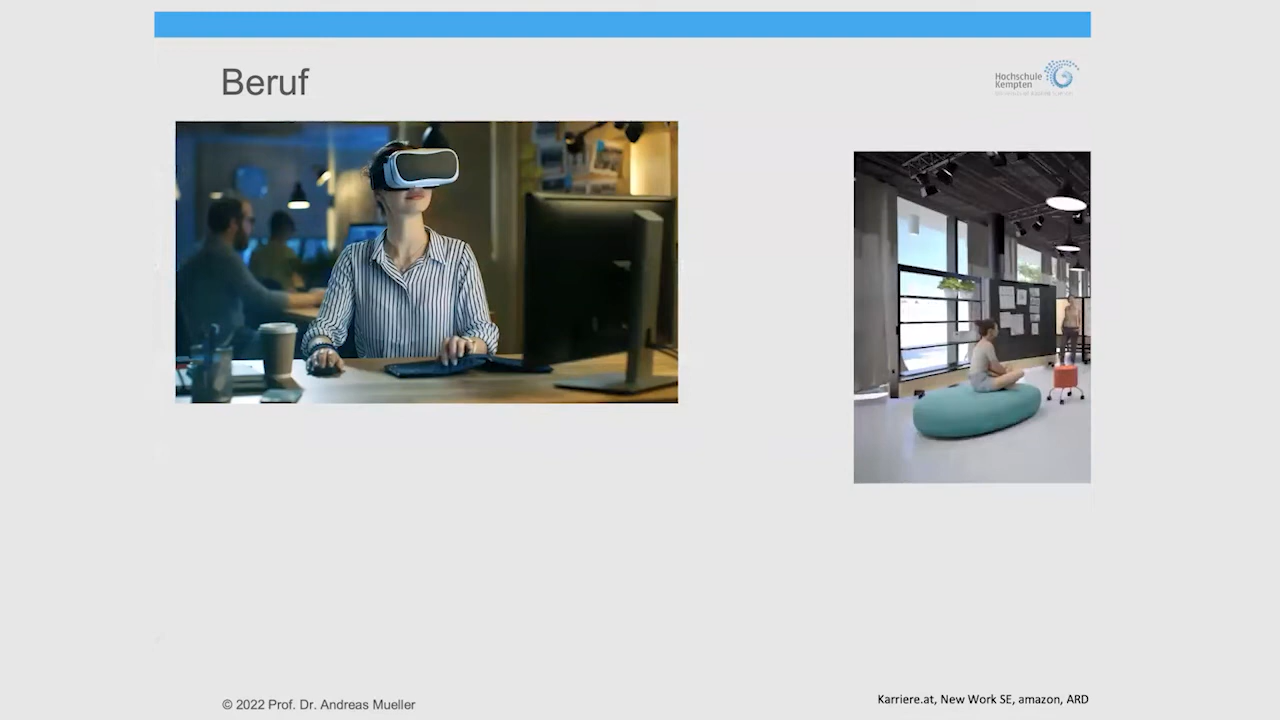 Beruf
Hochschule
Kempten
© 2022 Prof. Dr. Andreas Mueller
Karriere.at, New Work SE, amazon, ARD